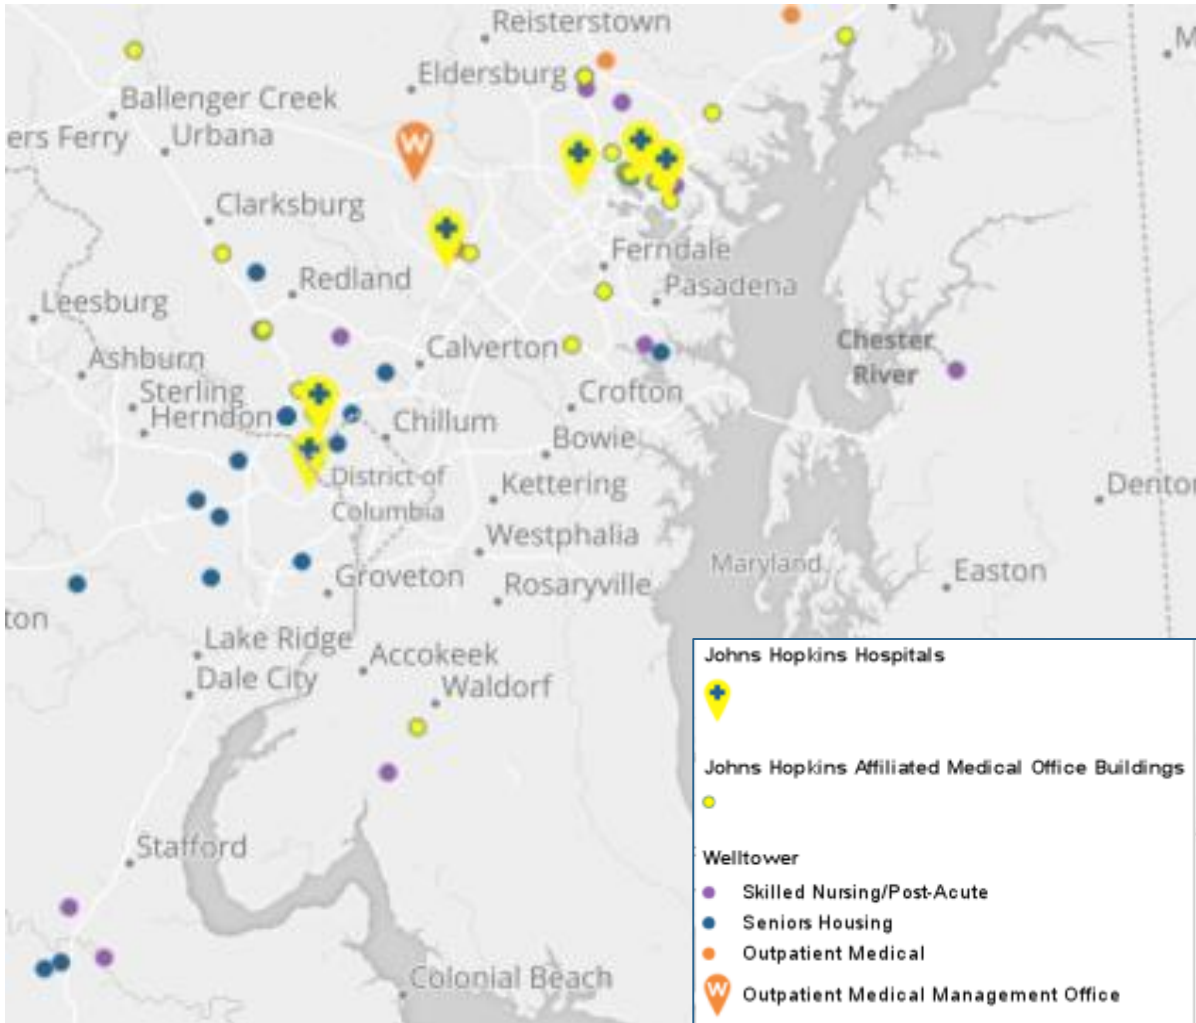 Reisterstown
M
Eldersburg
Ballenger Creek
ers Ferry
Urbana
W
Clarksburg
Ferndale
Redland
Pasadena
Leesburg
Chester
River
Calverton
Ashburn
Sterling
Crofton
Herndon
Chillum
Bowie
District of
Columbia
Kettering
Denton
Westphalia
Maryland
Easton
Groveton
Rosaryville
ton
Lake Ridge
Accokeek
Dale City
Waldorf
Stafford
Colonial Beach
Johns Hopkins Hospitals
Johns Hopkins Affiliated Medical Office Buildings
Welltower
Skilled Nursing/Post-Acute
Seniors Housing
Outpatient Medical
W Outpatient Medical Management Office